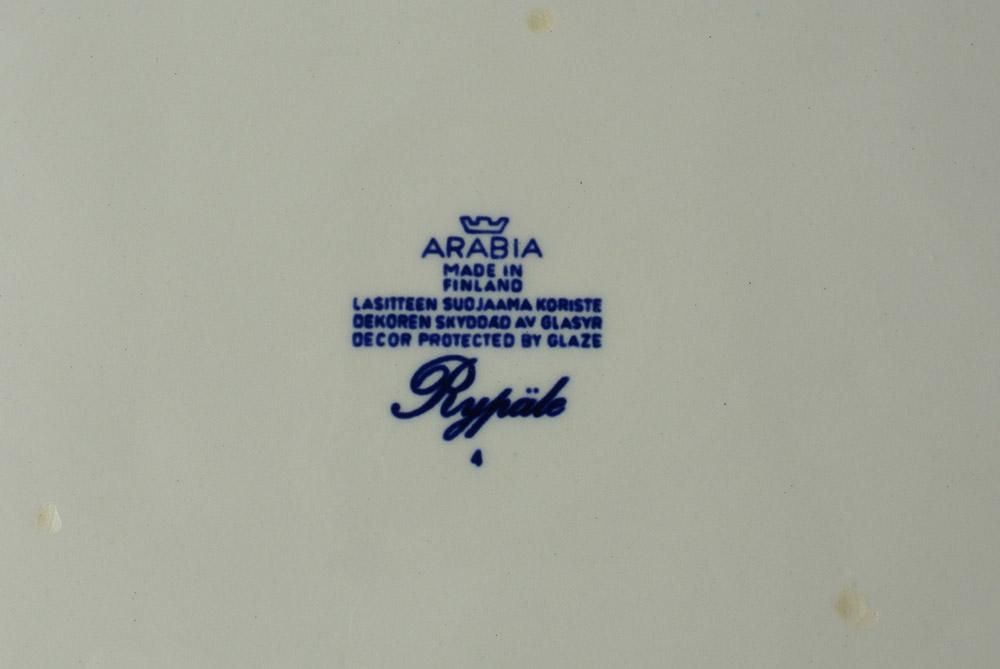 ARABIA
MADE IN
FINLAND
LASITTEEN SUOJAAMA KORISTE
DEKOREN SKYDDAD AV GLASYR
DECOR PROTECTED BY GLAZE
Rypäle
4